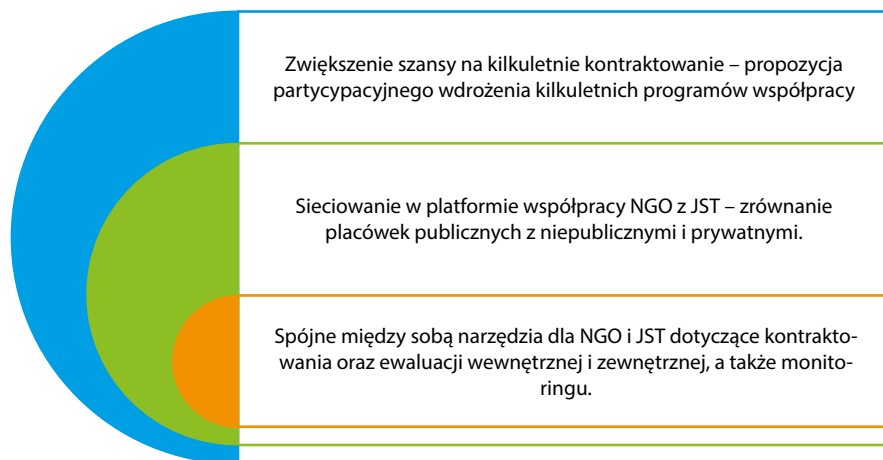 Zwiększenie szansy na kilkuletnie kontraktowanie – propozycja
partycypacyjnego wdrożenia kilkuletnich programów współpracy
Sieciowanie w platformie współpracy NGO z JST – zrównanie
placówek publicznych z niepublicznymi i prywatnymi.
Spójne między sobą narzędzia dla NGO i JST dotyczące kontrakto-
wania oraz ewaluacji wewnętrznej i zewnętrznej, a także monito-
ringu.